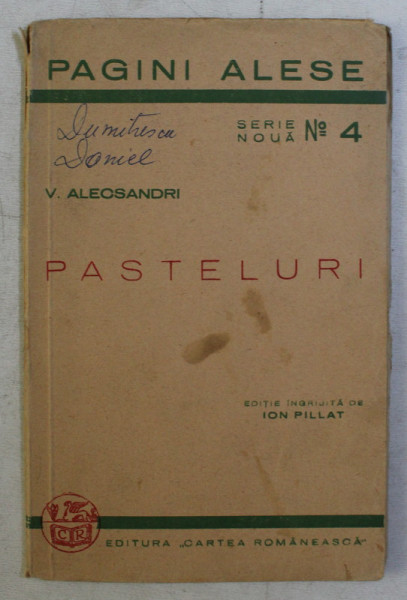 PAGINI ALESE
Dumitrescu
Daniel
SERIE
NOUĂ Nº 4
V. ALECSANDRI
PASTELURI
EDIȚIE ÎNGRIJITĂ DE
ION PILLAT
CR
EDITURA „CARTEA ROMÂNEASCĂ"